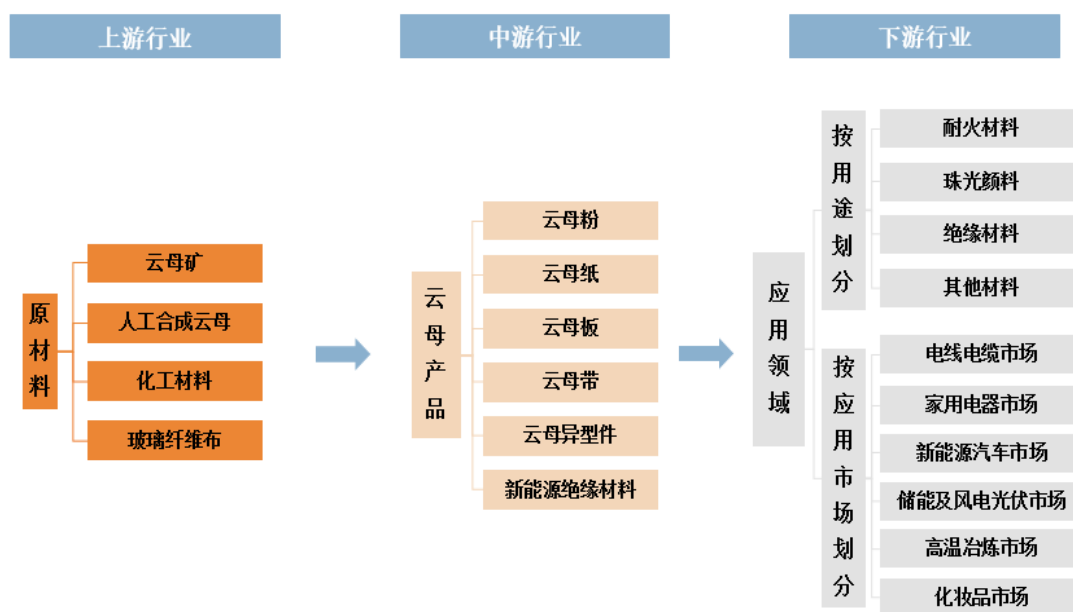 上游行业
中游行业
下游行业
原材料
云母矿
人工合成云母
化工材料
玻璃纤维布
云母产品
云母粉
云母纸
云母板
云母带
云母异型件
新能源绝缘材料
应用领域
按用途划分
耐火材料
珠光颜料
绝缘材料
其他材料
按应用市场划分
电线电缆市场
家用电器市场
新能源汽车市场
储能及风电光伏市场
高温冶炼市场
化妆品市场